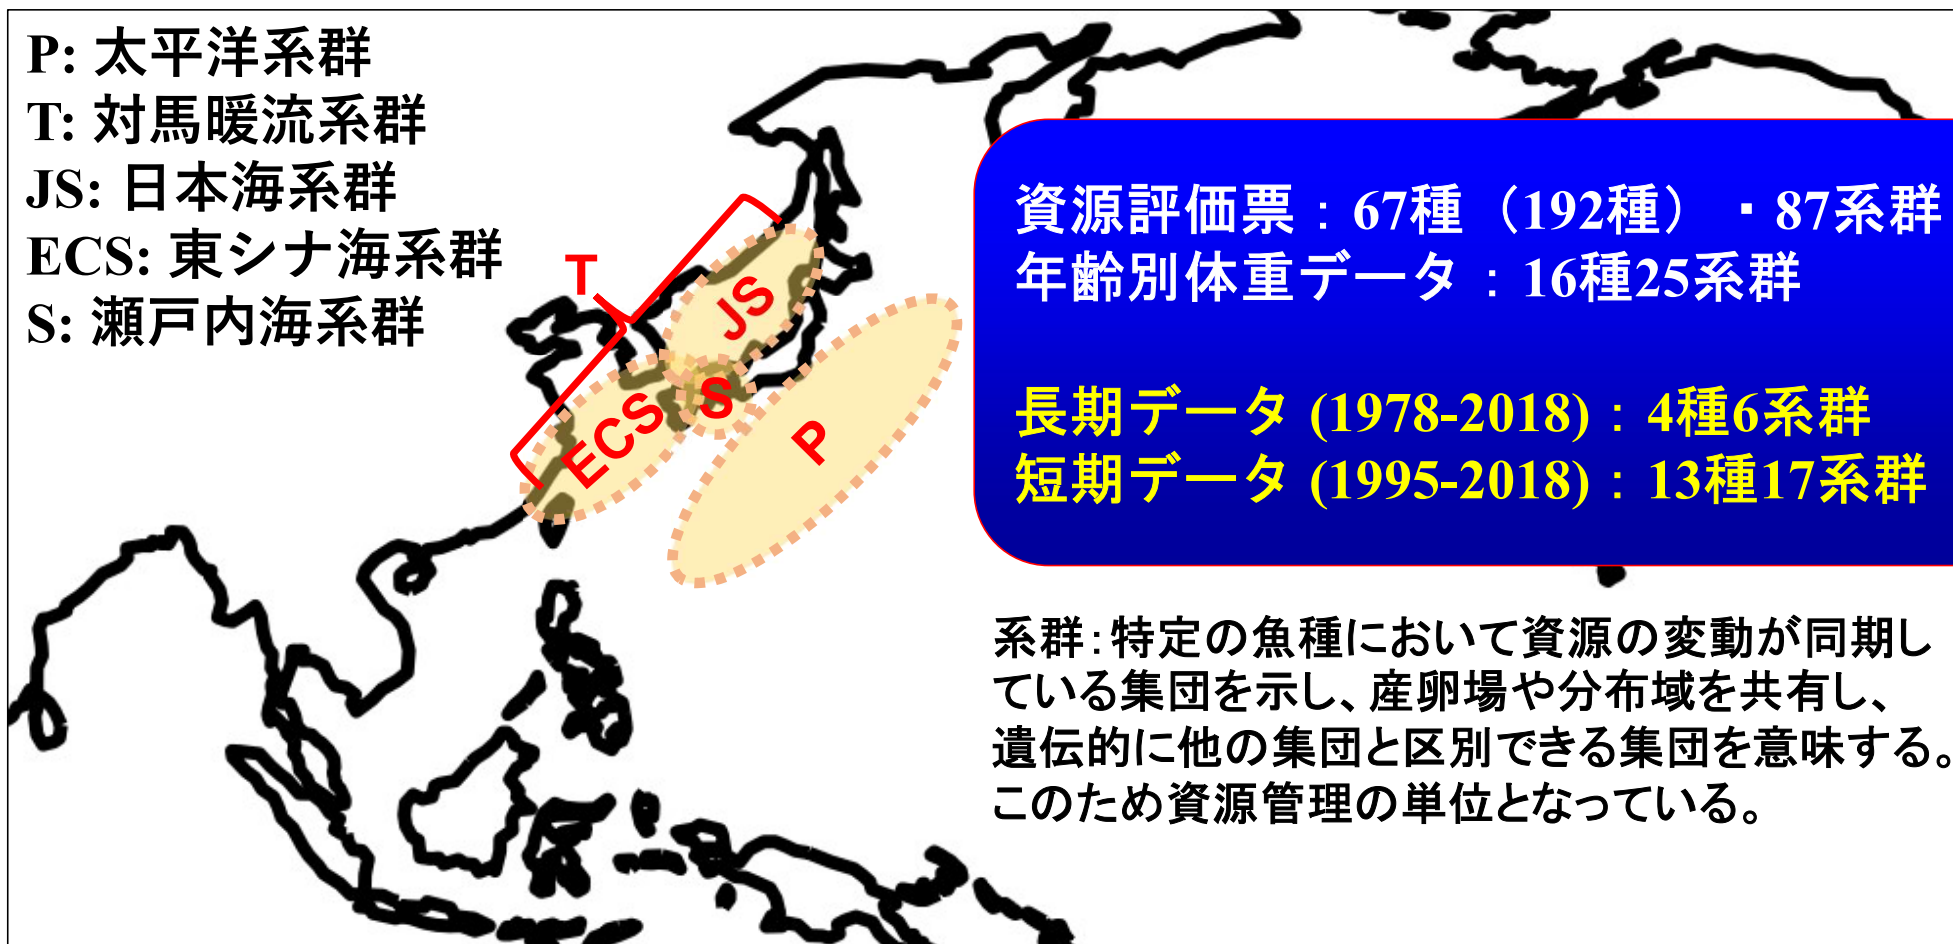 P: 太平洋系群
T: 対馬暖流系群
JS: 日本海系群
ECS: 東シナ海系群
S: 瀬戸内海系群
T
JS
S
ECS
P
資源評価票：67種（192種）・87系群
年齢別体重データ：16種25系群
長期データ (1978-2018)：4種6系群
短期データ (1995-2018)：13種17系群
系群：特定の魚種において資源の変動が同期し
ている集団を示し、産卵場や分布域を共有し、
遺伝的に他の集団と区別できる集団を意味する。
このため資源管理の単位となっている。